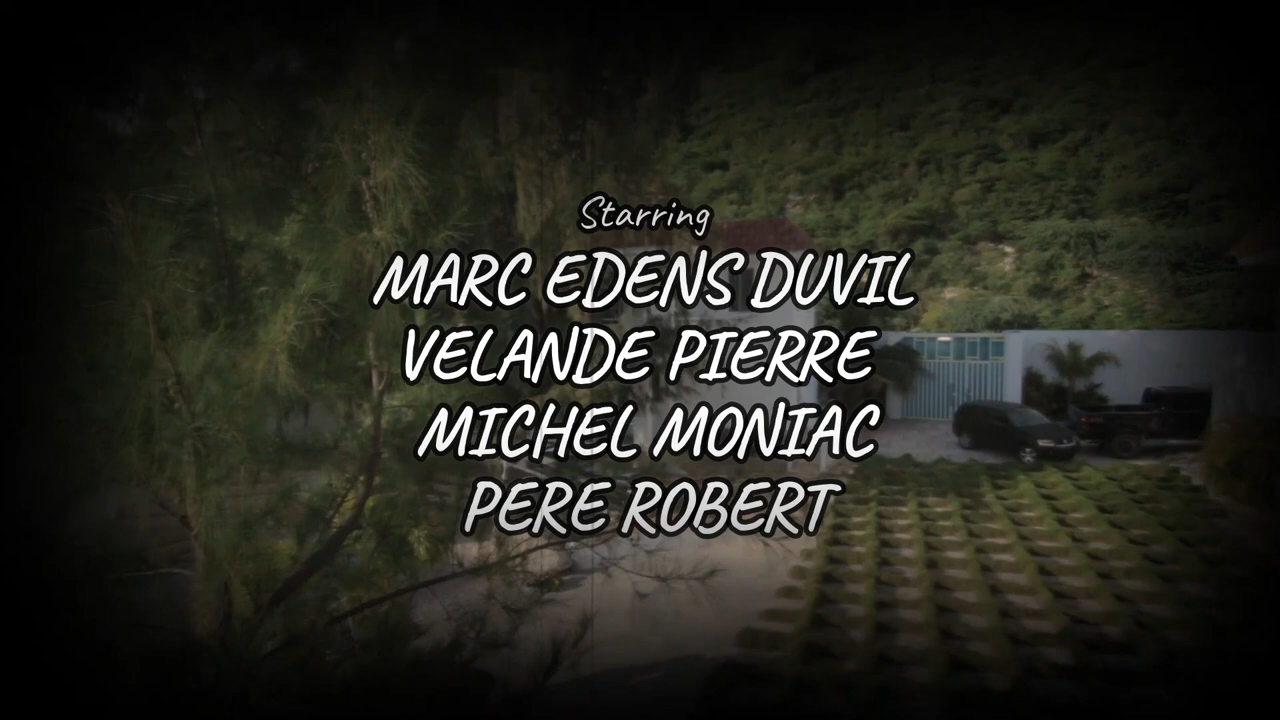 Starring
MARC EDENS DUVIL
VELANDE PIERRE
MICHEL MONIAC
PERE ROBERT